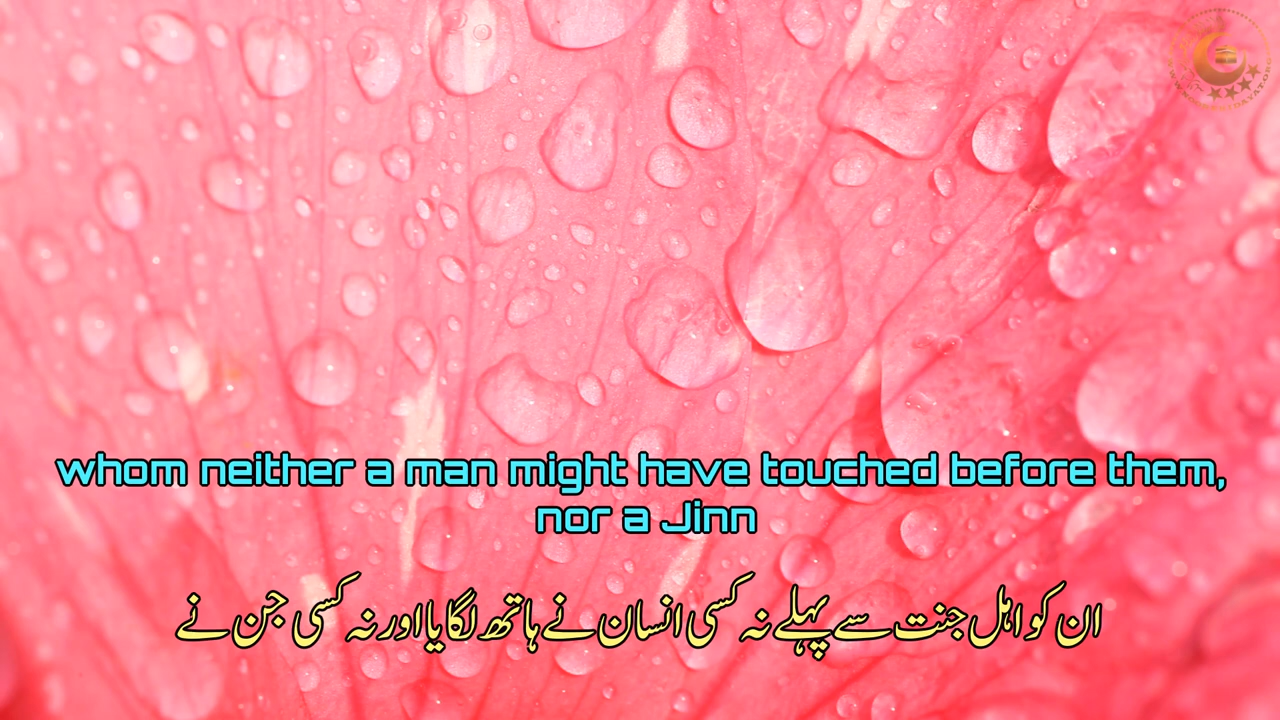 whom neither a man might have touched before them,
nor a Jinn
ان کو اہل جنت سے پہلے نہ کسی انسان نے ہاتھ لگایا اور نہ کسی جن نے